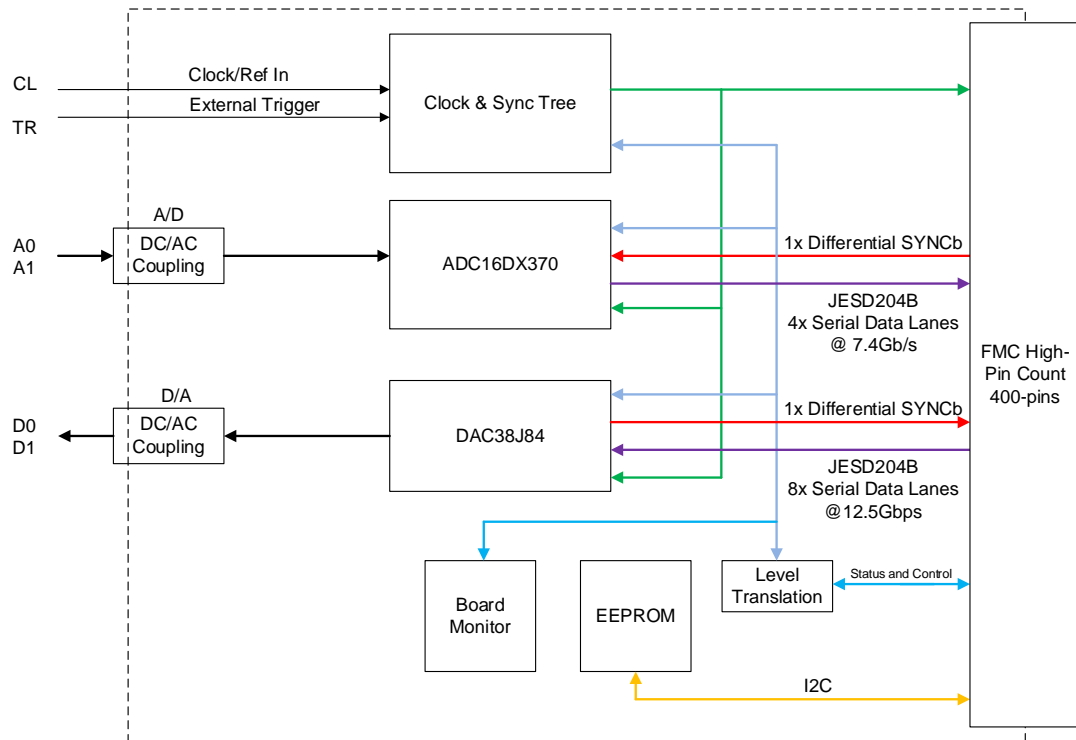 CL
Clock/Ref In
External Trigger
TR
Clock & Sync Tree
A/D
A0
A1
DC/AC
Coupling
ADC16DX370
1x Differential SYNCb
JESD204B
4x Serial Data Lanes
@ 7.4Gb/s
FMC High-
Pin Count
400-pins
D/A
D0
D1
DC/AC
Coupling
DAC38J84
1x Differential SYNCb
JESD204B
8x Serial Data Lanes
@12.5Gbps
Board
Monitor
EEPROM
Level
Translation
Status and Control
I2C